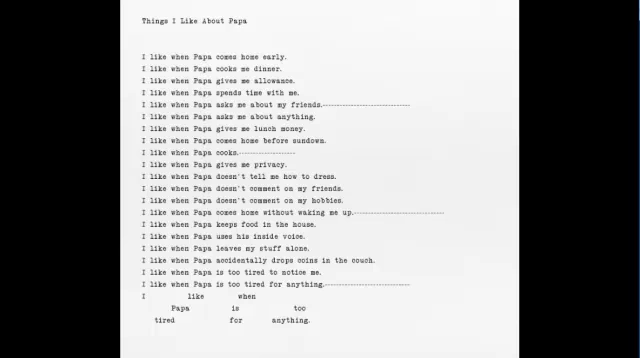 Things I Like About Papa
I like when Papa comes home early.
I like when Papa cooks me dinner.
I like when Papa gives me allowance.
I like when Papa spends time with me.
I like when Papa asks me about my friends.--------------------------------
I like when Papa asks me about anything.
I like when Papa gives me lunch money.
I like when Papa comes home before sundown.
I like when Papa cooks.--------------------
I like when Papa gives me privacy.
I like when Papa doesn't tell me how to dress.
I like when Papa doesn't comment on my friends.
I like when Papa doesn't comment on my hobbies.
I like when Papa comes home without waking me up.--------------------------------
I like when Papa keeps food in the house.
I like when Papa uses his inside voice.
I like when Papa leaves my stuff alone.
I like when Papa accidentally drops coins in the couch.
I like when Papa is too tired to notice me.
I like when Papa is too tired for anything.------------------------------
I like when
Papa is too
tired for anything.